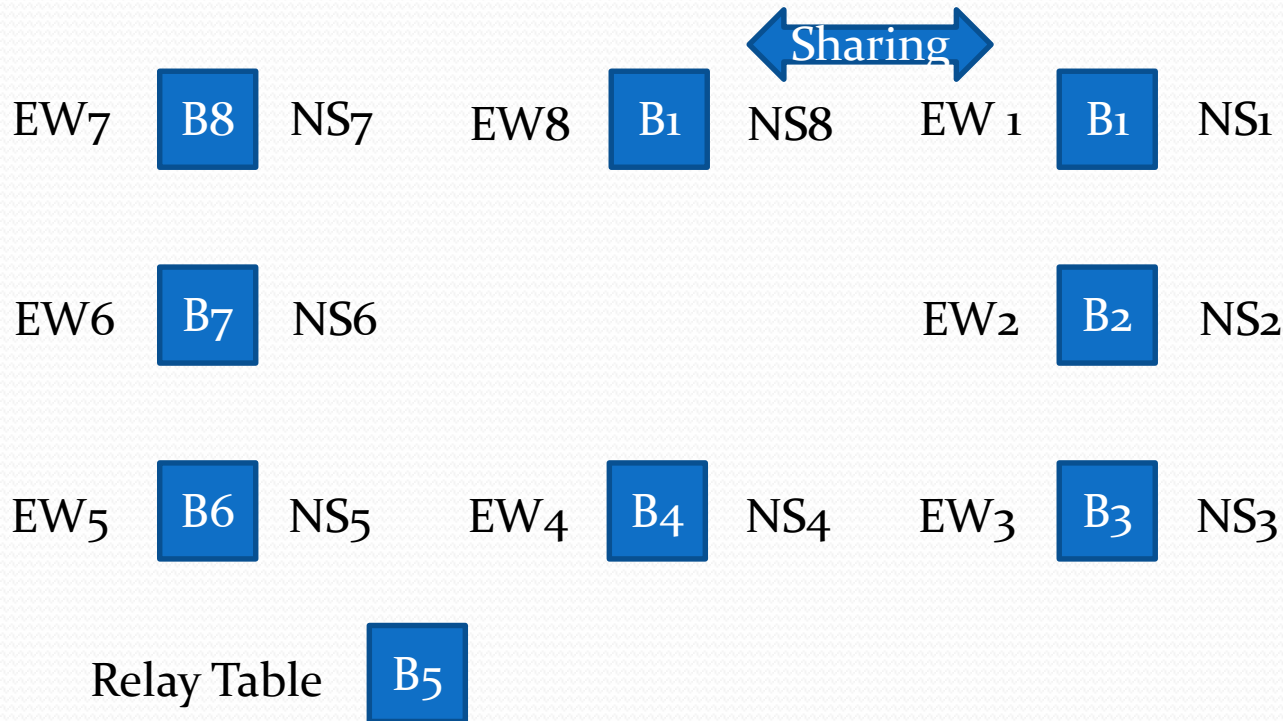 Sharing
EW7 B8 NS7 EW8 B1 NS8 EW 1 B1 NS1
EW6 B7 NS6 EW2 B2 NS2
EW5 B6 NS5 EW4 B4 NS4 EW3 B3 NS3
Relay Table B5